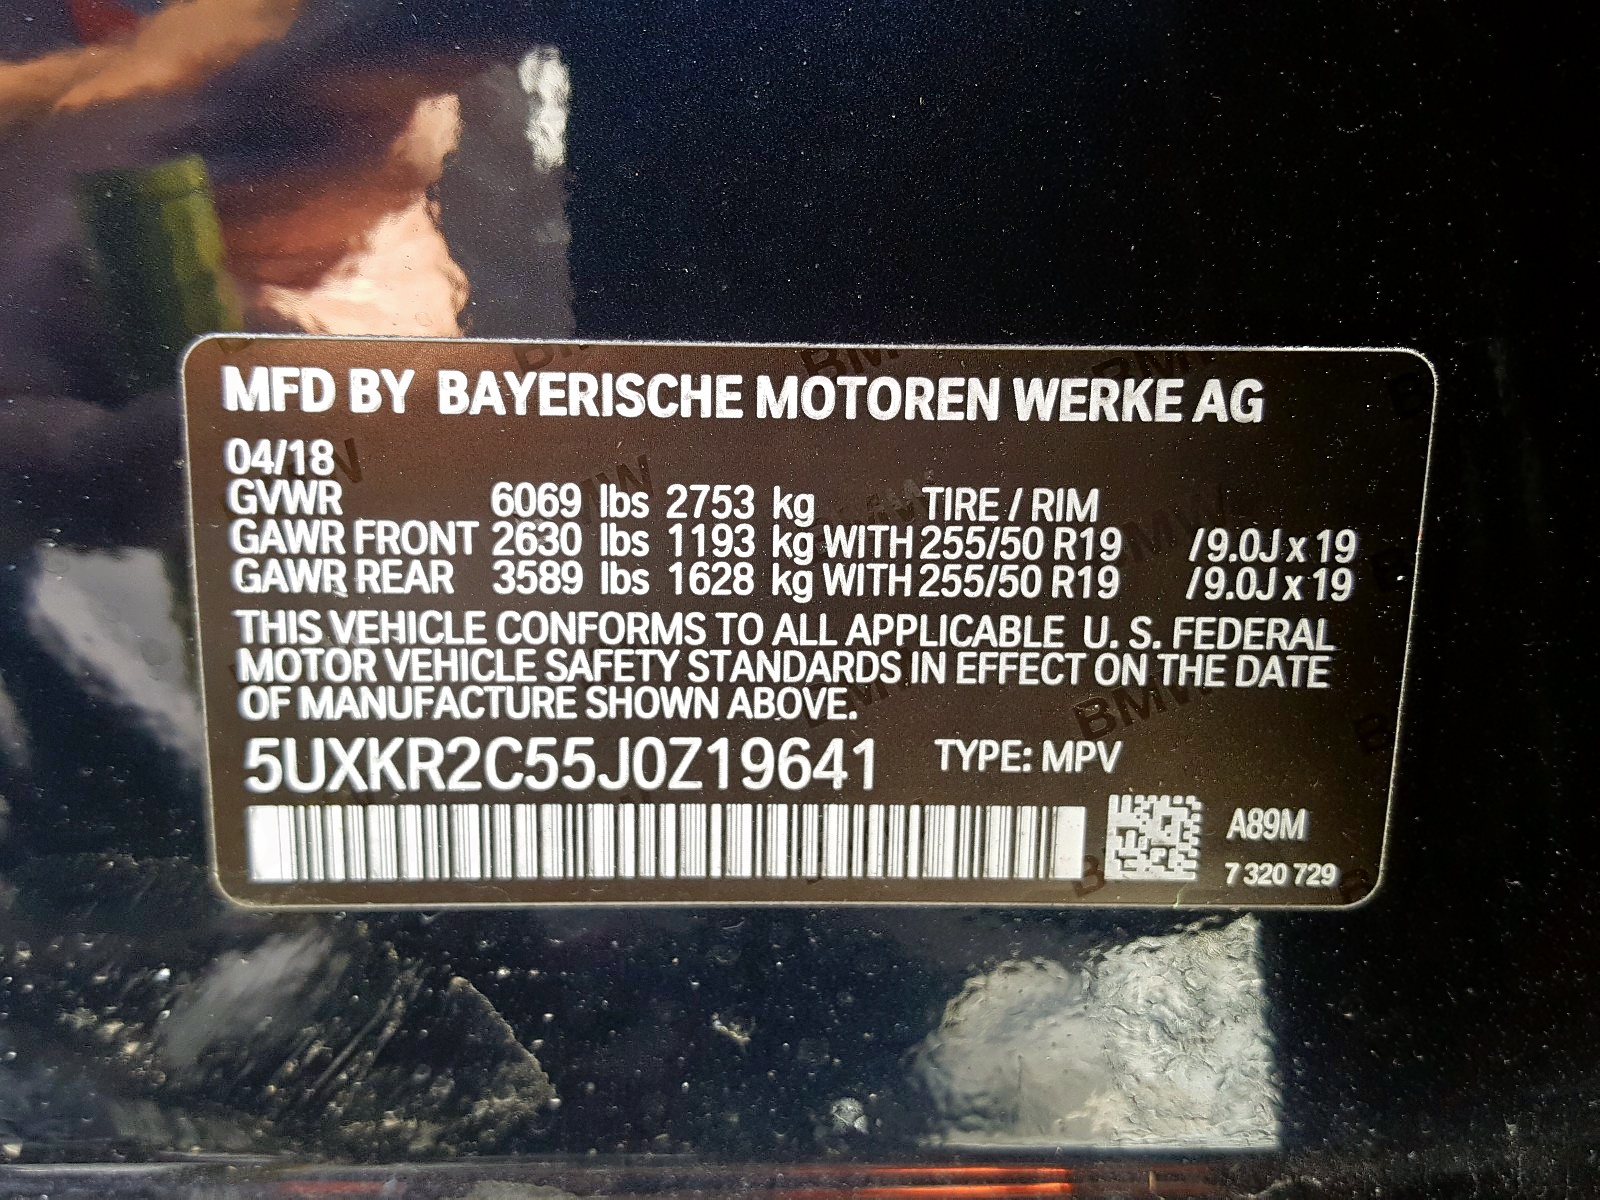 MFD BY BAYERISCHE MOTOREN WERKE AG
04/18
GVWR 6069 lbs 2753 kg TIRE / RIM
GAWR FRONT 2630 lbs 1193 kg WITH 255/50 R19 /9.0J x 19
GAWR REAR 3589 lbs 1628 kg WITH 255/50 R19 /9.0J x 19
THIS VEHICLE CONFORMS TO ALL APPLICABLE U. S. FEDERAL
MOTOR VEHICLE SAFETY STANDARDS IN EFFECT ON THE DATE
OF MANUFACTURE SHOWN ABOVE.
5UXKR2C55J0Z19641 TYPE: MPV
A89M
7 320 729